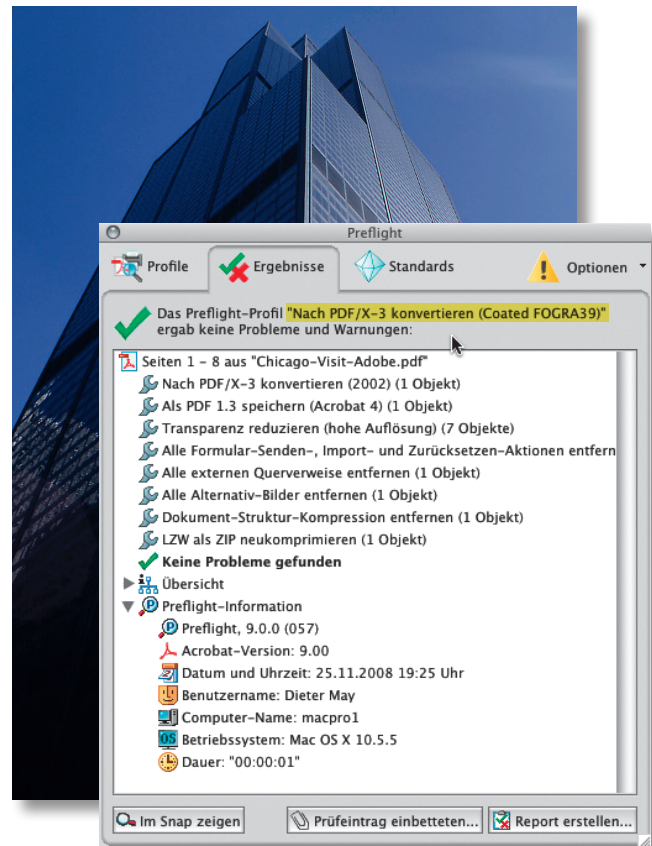 Preflight
Profile
Ergebnisse
Standards
Optionen
Das Preflight-Profil "Nach PDF/X-3 konvertieren (Coated FOGRA39)"
ergab keine Probleme und Warnungen:
Seiten 1 – 8 aus "Chicago-Visit-Adobe.pdf"
Nach PDF/X-3 konvertieren (2002) (1 Objekt)
Als PDF 1.3 speichern (Acrobat 4) (1 Objekt)
Transparenz reduzieren (hohe Auflösung) (7 Objekte)
Alle Formular-Senden-, Import- und Zurücksetzen-Aktionen entfern
Alle externen Querverweise entfernen (1 Objekt)
Alle Alternativ-Bilder entfernen (1 Objekt)
Dokument-Struktur-Kompression entfernen (1 Objekt)
LZW als ZIP neukomprimieren (1 Objekt)
Keine Probleme gefunden
Übersicht
Preflight-Information
Preflight, 9.0.0 (057)
Acrobat-Version: 9.00
Datum und Uhrzeit: 25.11.2008 19:25 Uhr
Benutzername: Dieter May
Computer-Name: macpro1
OS Betriebssystem: Mac OS X 10.5.5
Dauer: "00:00:01"
Im Snap zeigen
Prüfeintrag einbetteten...
Report erstellen...